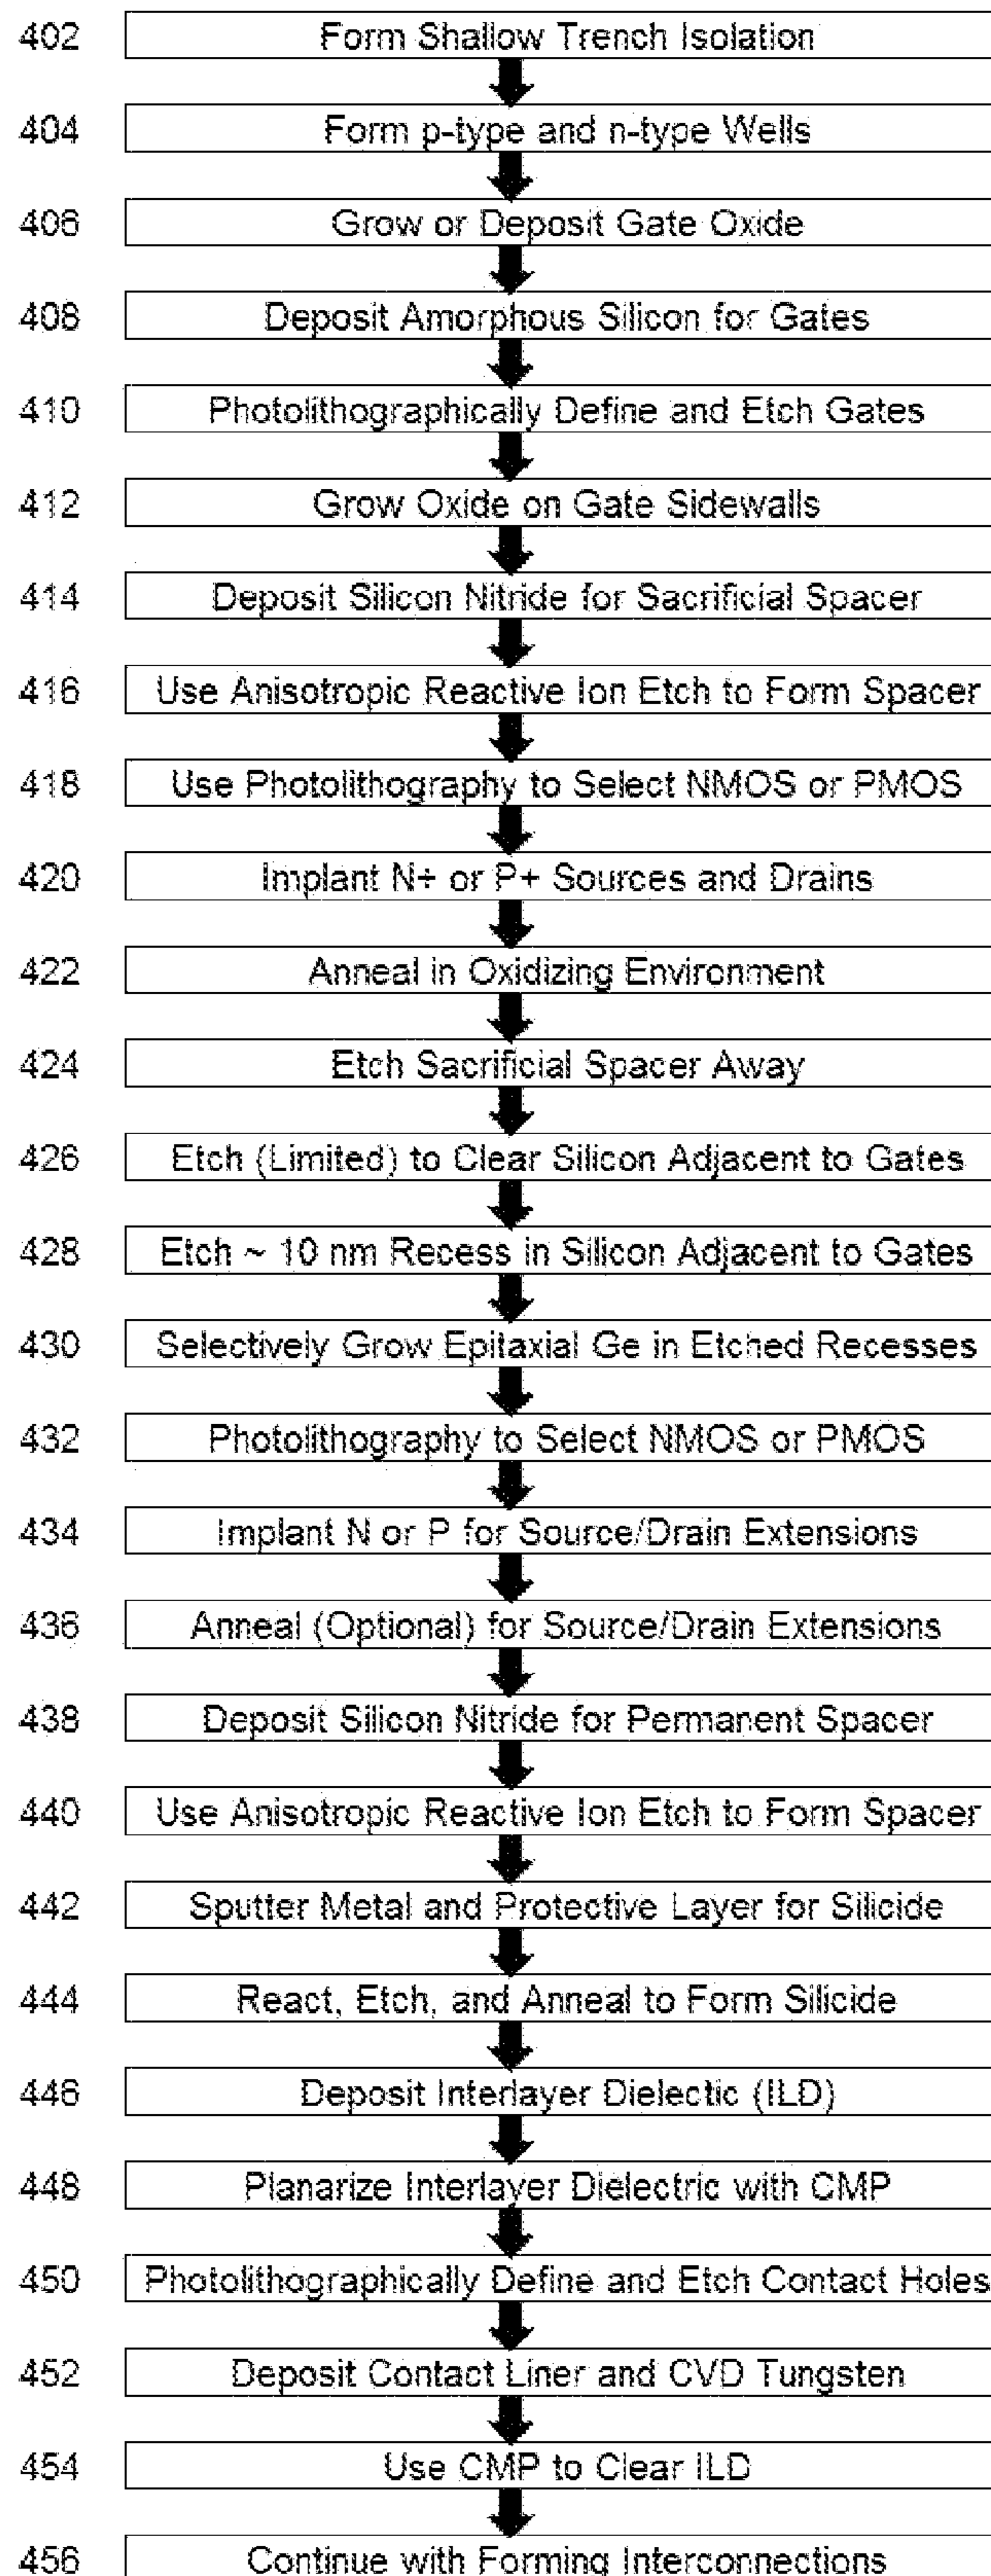 402 Form Shallow Trench Isolation
404 Form p-type and n-type Wells
406 Grow or Deposit Gate Oxide
408 Deposit Amorphous Silicon for Gates
410 Photolithographically Define and Etch Gates
412 Grow Oxide on Gate Sidewalls
414 Deposit Silicon Nitride for Sacrificial Spacer
416 Use Anisotropic Reactive Ion Etch to Form Spacer
418 Use Photolithography to Select NMOS or PMOS
420 Implant N+ or P+ Sources and Drains
422 Anneal in Oxidizing Environment
424 Etch Sacrificial Spacer Away
426 Etch (Limited) to Clear Silicon Adjacent to Gates
428 Etch ~ 10 nm Recess in Silicon Adjacent to Gates
430 Selectively Grow Epitaxial Ge in Etched Recesses
432 Photolithography to Select NMOS or PMOS
434 Implant N or P for Source/Drain Extensions
436 Anneal (Optional) for Source/Drain Extensions
438 Deposit Silicon Nitride for Permanent Spacer
440 Use Anisotropic Reactive Ion Etch to Form Spacer
442 Sputter Metal and Protective Layer for Silicide
444 React, Etch, and Anneal to Form Silicide
446 Deposit Interlayer Dielectic (ILD)
448 Planarize Interlayer Dielectric with CMP
450 Photolithographically Define and Etch Contact Holes
452 Deposit Contact Liner and CVD Tungsten
454 Use CMP to Clear ILD
456 Continue with Forming Interconnections